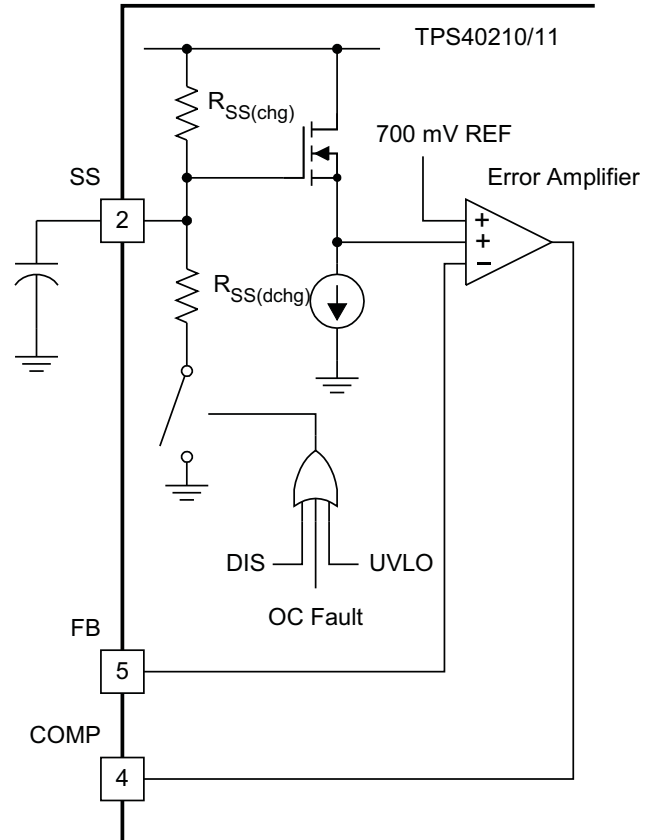 TPS40210/11
RSS(chg)
700 mV REF
Error Amplifier
SS
2
+
+
−
RSS(dchg)
DIS
UVLO
OC Fault
FB
5
COMP
4